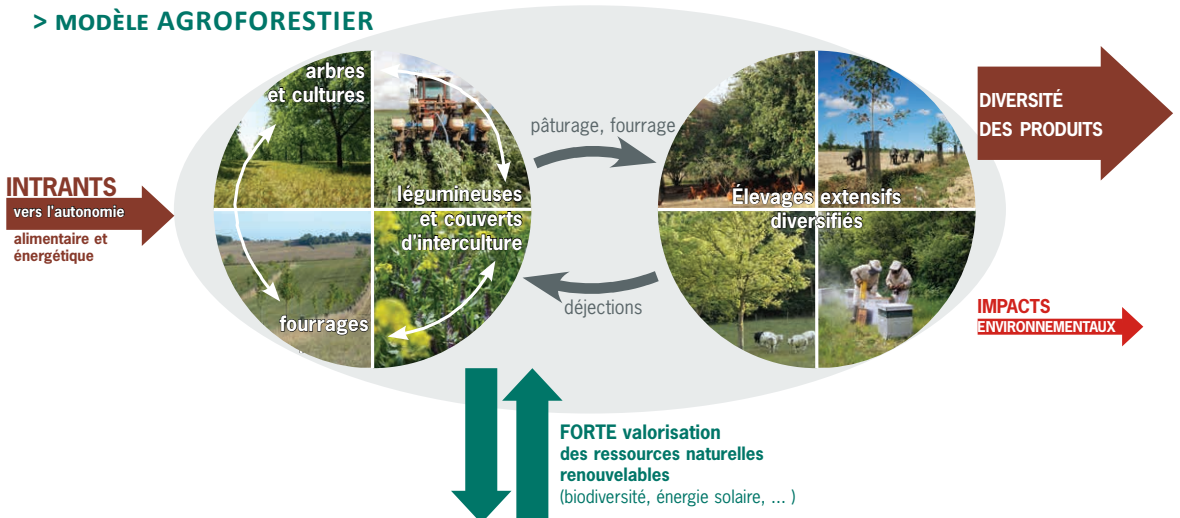 > MODÈLE AGROFORESTIER
arbres
et cultures
légumineuses
et couverts
d'interculture
fourrages
pâturage, fourrage
déjections
Élevages extensifs
diversifiés
INTRANTS
vers l'autonomie
alimentaire et
énergétique
DIVERSITÉ
DES PRODUITS
IMPACTS
ENVIRONNEMENTAUX
FORTE valorisation
des ressources naturelles
renouvelables
(biodiversité, énergie solaire, ... )